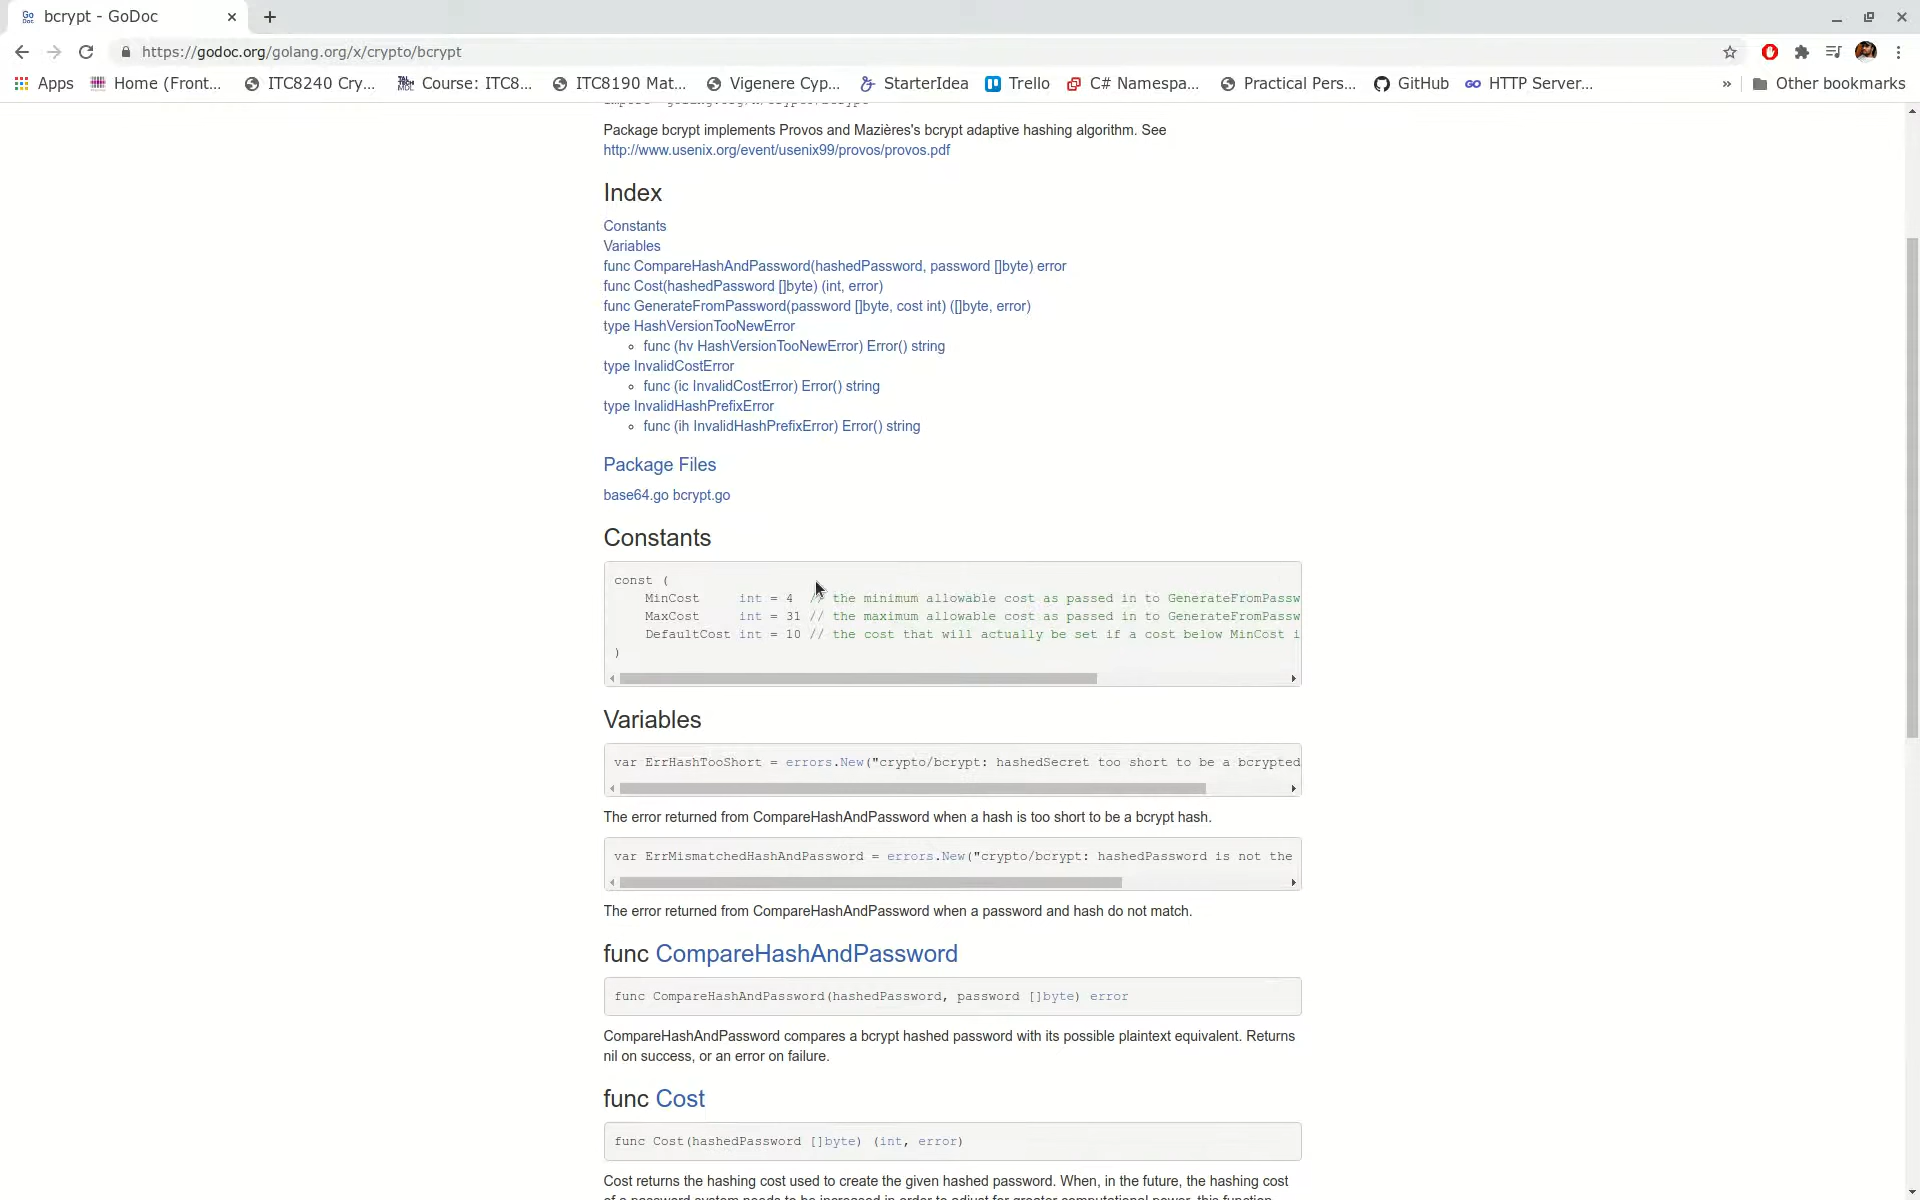 bcrypt - GoDoc
https://godoc.org/golang.org/x/crypto/bcrypt
Apps Home (Front... ITC8240 Cry... Course: ITC8... ITC8190 Mat... Vigenere Cyp... StarterIdea Trello C# Namespa... Practical Pers... GitHub HTTP Server... » Other bookmarks
Package bcrypt implements Provos and Mazières's bcrypt adaptive hashing algorithm. See
http://www.usenix.org/event/usenix99/provos/provos.pdf
Index
Constants
Variables
func CompareHashAndPassword(hashedPassword, password []byte) error
func Cost(hashedPassword []byte) (int, error)
func GenerateFromPassword(password []byte, cost int) ([]byte, error)
type HashVersionTooNewError
func (hv HashVersionTooNewError) Error() string
type InvalidCostError
func (ic InvalidCostError) Error() string
type InvalidHashPrefixError
func (ih InvalidHashPrefixError) Error() string
Package Files
base64.go bcrypt.go
Constants
const (
MinCost int = 4 // the minimum allowable cost as passed in to GenerateFromPassw
MaxCost int = 31 // the maximum allowable cost as passed in to GenerateFromPassw
DefaultCost int = 10 // the cost that will actually be set if a cost below MinCost i
)
Variables
var ErrHashTooShort = errors.New("crypto/bcrypt: hashedSecret too short to be a bcrypted
The error returned from CompareHashAndPassword when a hash is too short to be a bcrypt hash.
var ErrMismatchedHashAndPassword = errors.New("crypto/bcrypt: hashedPassword is not the
The error returned from CompareHashAndPassword when a password and hash do not match.
func CompareHashAndPassword
func CompareHashAndPassword(hashedPassword, password []byte) error
CompareHashAndPassword compares a bcrypt hashed password with its possible plaintext equivalent. Returns
nil on success, or an error on failure.
func Cost
func Cost(hashedPassword []byte) (int, error)
Cost returns the hashing cost used to create the given hashed password. When, in the future, the hashing cost